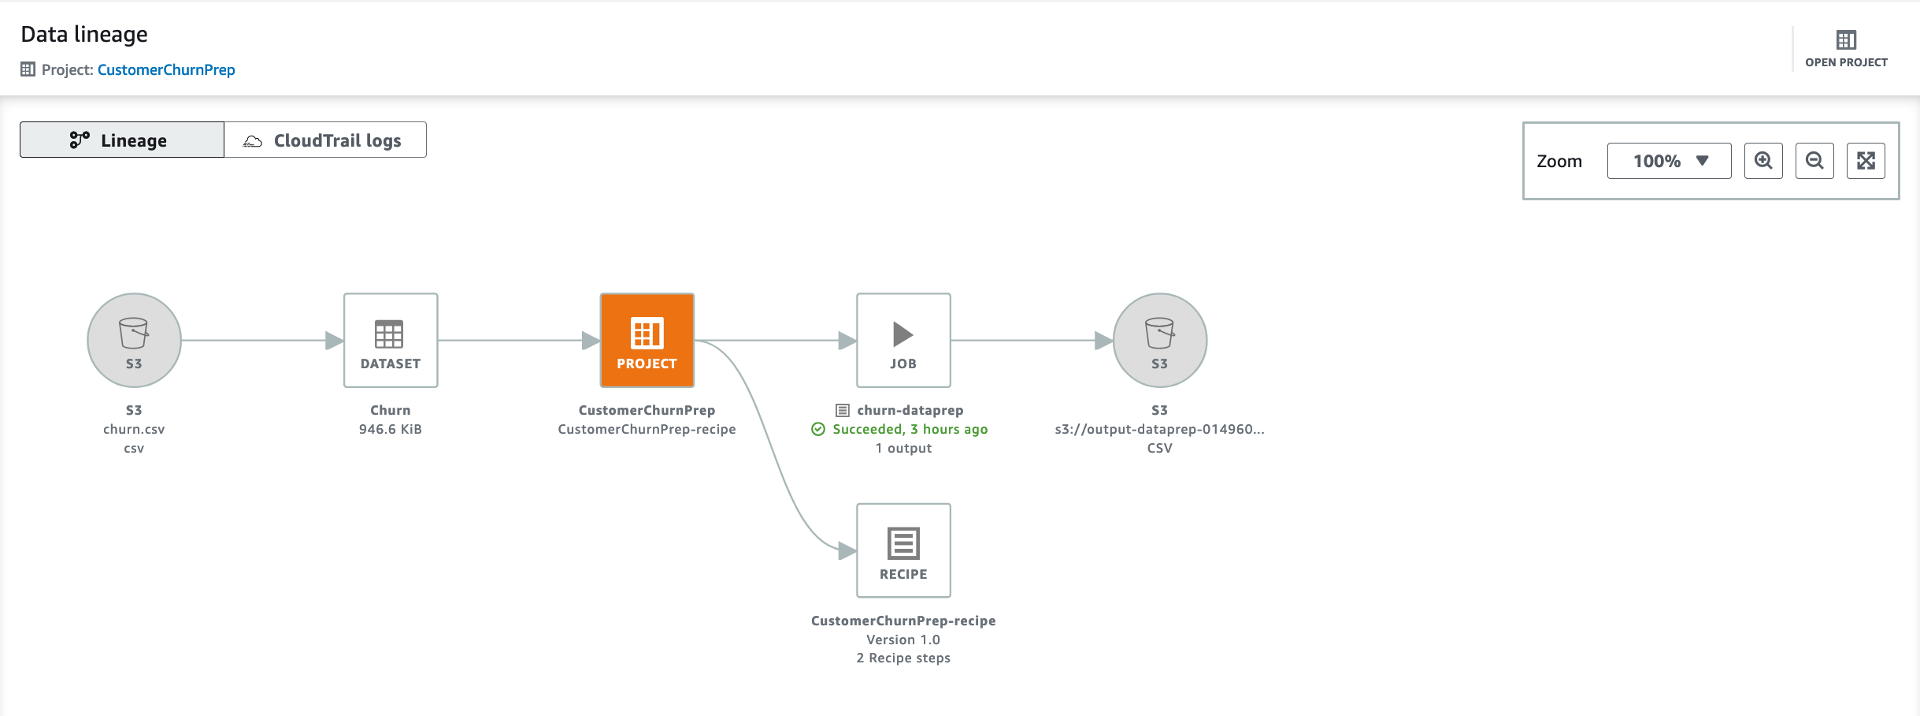 Data lineage
Project: CustomerChurnPrep
OPEN PROJECT
Lineage
CloudTrail logs
Zoom
100%
S3
DATASET
PROJECT
JOB
S3
S3
churn.csv
csv
Churn
946.6 KiB
CustomerChurnPrep
CustomerChurnPrep-recipe
churn-dataprep
Succeeded, 3 hours ago
1 output
S3
s3://output-dataprep-014960...
CSV
RECIPE
CustomerChurnPrep-recipe
Version 1.0
2 Recipe steps